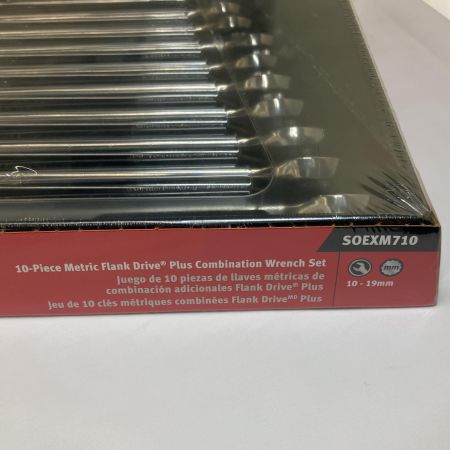 SOEXM710
10-Piece Metric Flank Drive® Plus Combination Wrench Set
Juego de 10 piezas de llaves métricas de
combinación adicionales Flank Drive® Plus
Jeu de 10 clés métriques combinées Flank Driveᴹᴰ Plus
mm
10 - 19mm